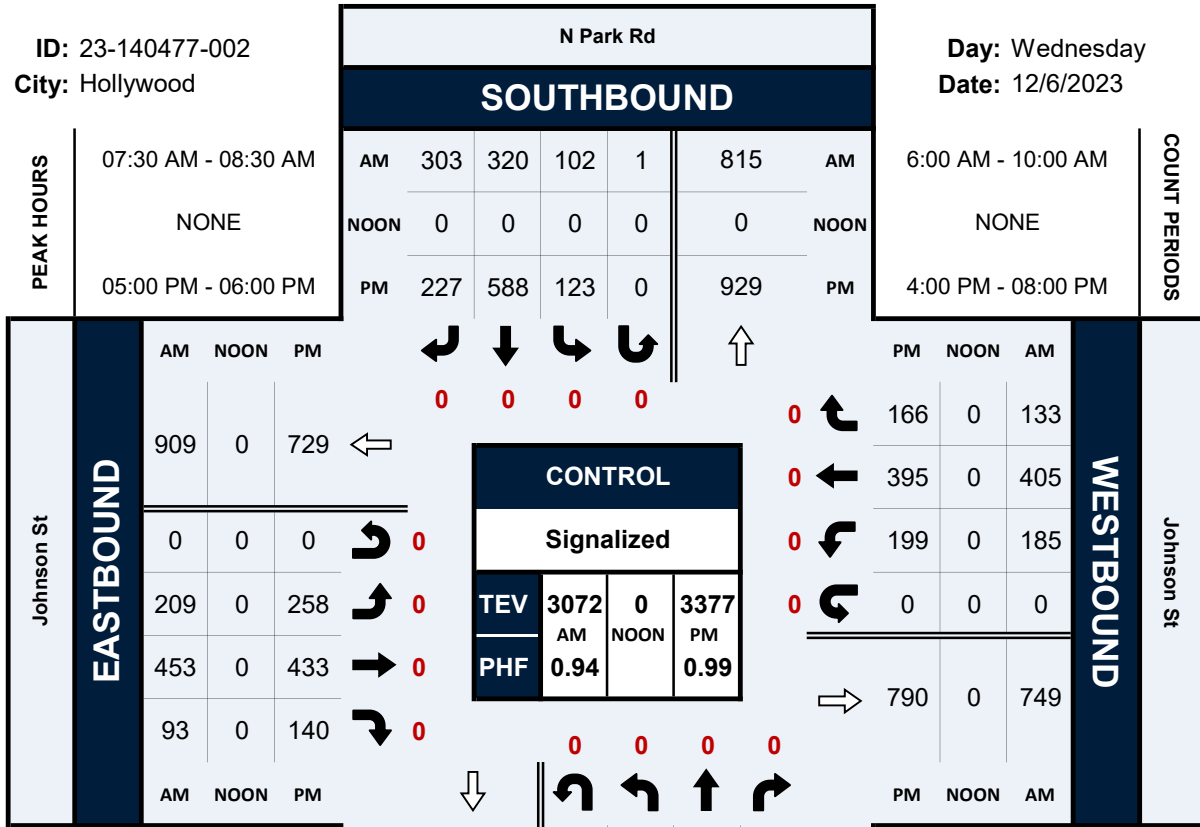 N Park Rd
ID: 23-140477-002
City: Hollywood
Day: Wednesday
Date: 12/6/2023
SOUTHBOUND
PEAK HOURS
07:30 AM - 08:30 AM
NONE
05:00 PM - 06:00 PM
AM 303 320 102 1 815 AM
NOON 0 0 0 0 0 NOON
PM 227 588 123 0 929 PM
6:00 AM - 10:00 AM
NONE
4:00 PM - 08:00 PM
COUNT PERIODS
0 0 0 0
Johnson St
EASTBOUND
AM NOON PM
909 0 729
0 0 0 0
209 0 258 0
453 0 433 0
93 0 140 0
AM NOON PM
CONTROL
Signalized
TEV 3072 0 3377
AM NOON PM
PHF 0.94 0.99
PM NOON AM
0 166 0 133
0 395 0 405
0 199 0 185
0 0 0 0
790 0 749
PM NOON AM
WESTBOUND
Johnson St
0 0 0 0